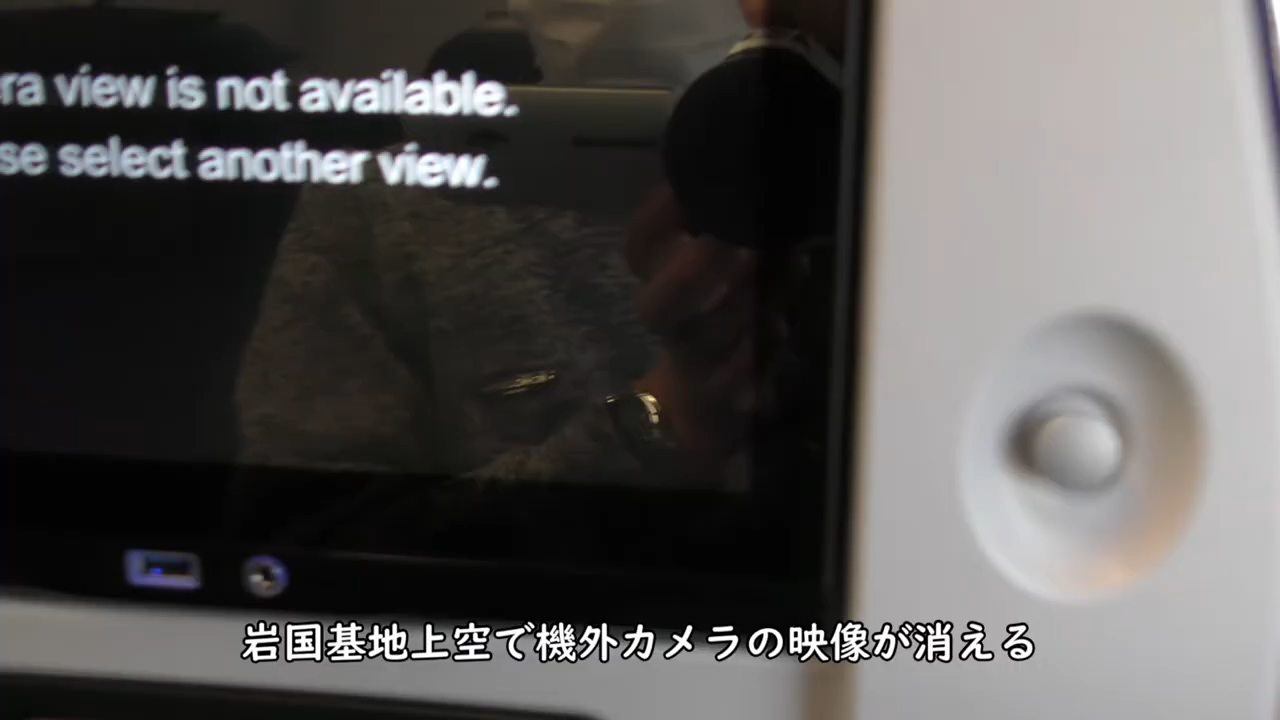 ra view is not available.
se select another view.
岩国基地上空で機外カメラの映像が消える